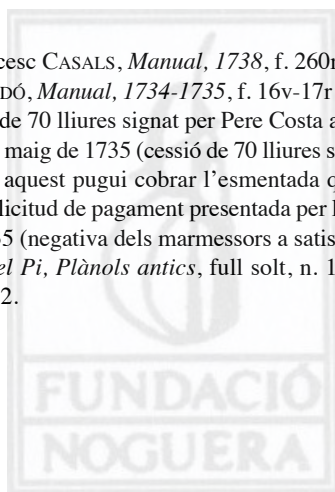 cesc CASALS, Manual, 1738, f. 260r
DÓ, Manual, 1734-1735, f. 16v-17r
de 70 lliures signat per Pere Costa a
maig de 1735 (cessió de 70 lliures s
aquest pugui cobrar l’esmentada q
licitud de pagament presentada per
5 (negativa dels marmessors a satis
el Pi, Plànols antics, full solt, n. 1
2.
FUNDACIÓ
NOGUERA